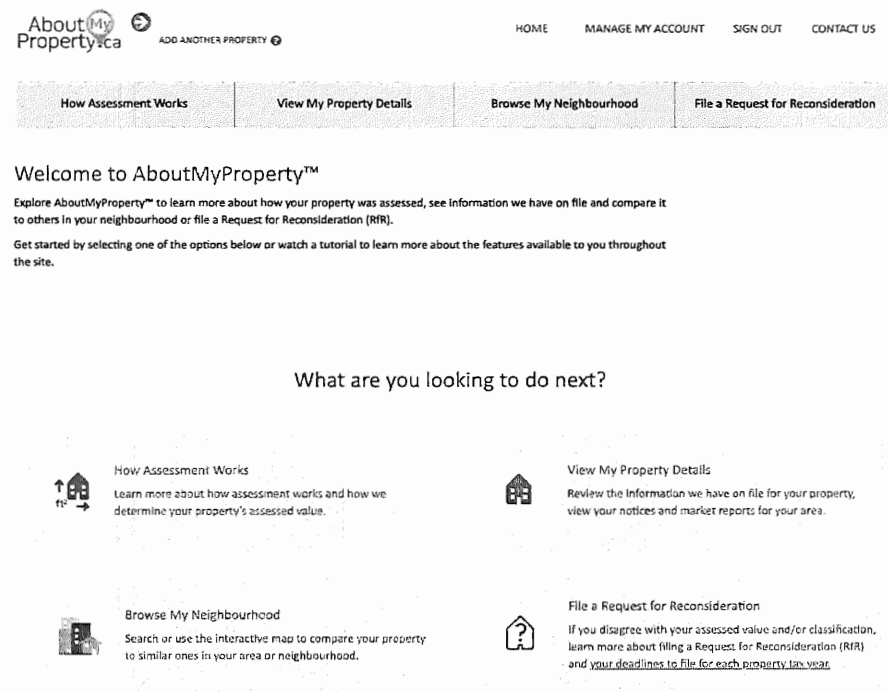 About My
Property.ca
ADD ANOTHER PROPERTY ?
HOME MANAGE MY ACCOUNT SIGN OUT CONTACT US
How Assessment Works View My Property Details Browse My Neighbourhood File a Request for Reconsideration
Welcome to AboutMyProperty™
Explore AboutMyProperty™ to learn more about how your property was assessed, see information we have on file and compare it
to others in your neighbourhood or file a Request for Reconsideration (RfR).
Get started by selecting one of the options below or watch a tutorial to learn more about the features available to you throughout
the site.
What are you looking to do next?
How Assessment Works
ft²
Learn more about how assessment works and how we
determine your property's assessed value.
View My Property Details
Review the information we have on file for your property,
view your notices and market reports for your area.
Browse My Neighbourhood
Search or use the interactive map to compare your property
to similar ones in your area or neighbourhood.
File a Request for Reconsideration
?
If you disagree with your assessed value and/or classification,
learn more about filing a Request for Reconsideration (RfR)
and your deadlines to file for each property tax year.